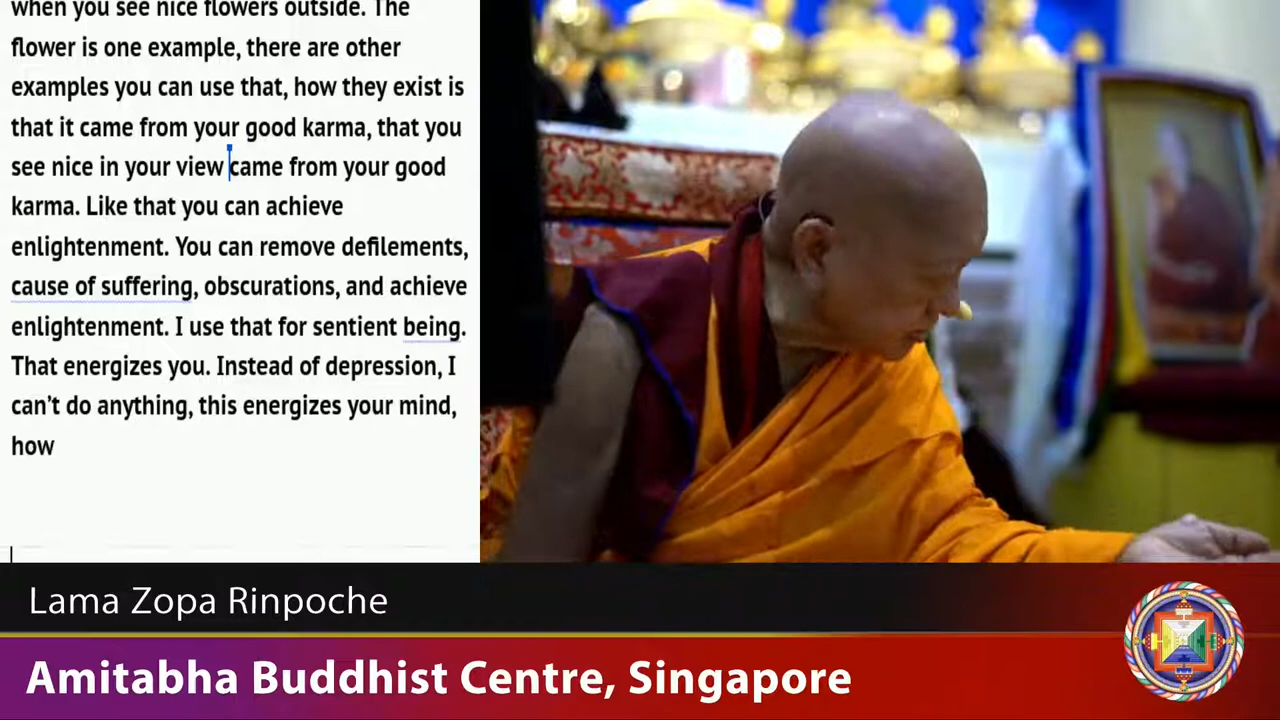 when you see nice flowers outside. The
flower is one example, there are other
examples you can use that, how they exist is
that it came from your good karma, that you
see nice in your view came from your good
karma. Like that you can achieve
enlightenment. You can remove defilements,
cause of suffering, obscurations, and achieve
enlightenment. I use that for sentient being.
That energizes you. Instead of depression, I
can't do anything, this energizes your mind,
how
Lama Zopa Rinpoche
Amitabha Buddhist Centre, Singapore